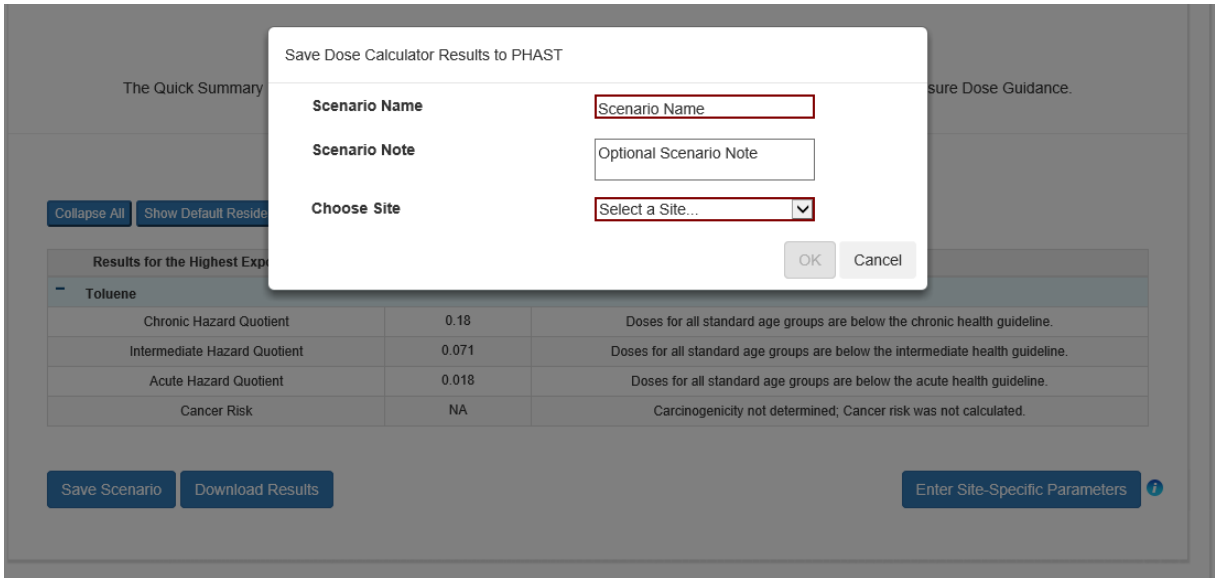 Save Dose Calculator Results to PHAST
The Quick Summary
sure Dose Guidance.
Scenario Name
Scenario Name
Scenario Note
Optional Scenario Note
Choose Site
Select a Site...
Collapse All
Show Default Reside
OK
Cancel
Results for the Highest Expo
Toluene
Chronic Hazard Quotient 0.18 Doses for all standard age groups are below the chronic health guideline.
Intermediate Hazard Quotient 0.071 Doses for all standard age groups are below the intermediate health guideline.
Acute Hazard Quotient 0.018 Doses for all standard age groups are below the acute health guideline.
Cancer Risk NA Carcinogenicity not determined; Cancer risk was not calculated.
Save Scenario
Download Results
Enter Site-Specific Parameters